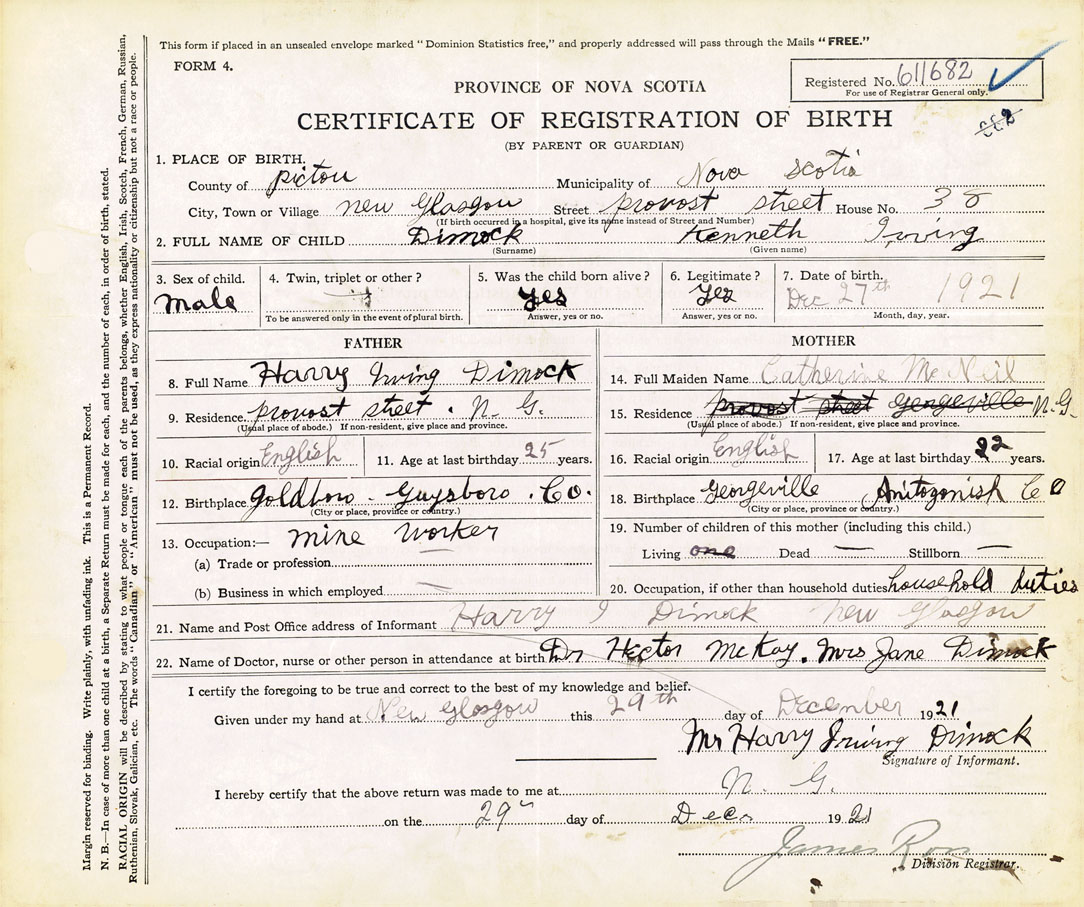 This form if placed in an unsealed envelope marked "Dominion Statistics free," and properly addressed will pass through the Mails "FREE."
FORM 4.
Registered No. 611682
For use of Registrar General only.
PROVINCE OF NOVA SCOTIA
CERTIFICATE OF REGISTRATION OF BIRTH
(BY PARENT OR GUARDIAN)
1. PLACE OF BIRTH.
County of Pictou Municipality of Nova Scotia
City, Town or Village New Glasgow Street provost street House No. 38
(If birth occurred in a hospital, give its name instead of Street and Number)
2. FULL NAME OF CHILD Dimock Kenneth Irving
(Surname) (Given name)
3. Sex of child. 4. Twin, triplet or other? 5. Was the child born alive? 6. Legitimate? 7. Date of birth.
Male Yes Yes Dec 27th 1921
To be answered only in the event of plural birth. Answer, yes or no. Answer, yes or no. Month, day, year.
FATHER MOTHER
8. Full Name Harry Irving Dimock
9. Residence provost street. N. G.
(Usual place of abode.) If non-resident, give place and province.
10. Racial origin English 11. Age at last birthday 25 years.
12. Birthplace Goldboro - Guysboro. Co.
(City or place, province or country.)
13. Occupation:— mine worker
(a) Trade or profession
(b) Business in which employed —
14. Full Maiden Name Catherine McNeil
15. Residence provost street Georgeville N. G.
(Usual place of abode.) If non-resident, give place and province.
16. Racial origin English 17. Age at last birthday 22 years.
18. Birthplace Georgeville Anitogonish Co
(City or place, province or country.)
19. Number of children of this mother (including this child.)
Living one Dead — Stillborn —
20. Occupation, if other than household duties household duties
21. Name and Post Office address of Informant Harry I Dimock New Glasgow
22. Name of Doctor, nurse or other person in attendance at birth Dr Hector McKay. Mrs Jane Dimock
I certify the foregoing to be true and correct to the best of my knowledge and belief.
Given under my hand at New Glasgow this 29th day of December 1921
Mr Harry Irving Dimock
Signature of Informant.
I hereby certify that the above return was made to me at N. G.
on the 29" day of Dec. 1921
James Ross
Division Registrar.
Margin reserved for binding. Write plainly, with unfading ink. This is a Permanent Record.
N. B.—In case of more than one child at a birth, a Separate Return must be made for each, and the number of each, in order of birth, stated.
RACIAL ORIGIN will be described by stating to what people or tongue each of the parents belongs, whether English, Irish, Scotch, French, German, Russian,
Ruthenian, Slovak, Galician, etc. The words "Canadian" or "American" must not be used, as they express nationality or citizenship but not a race or people.